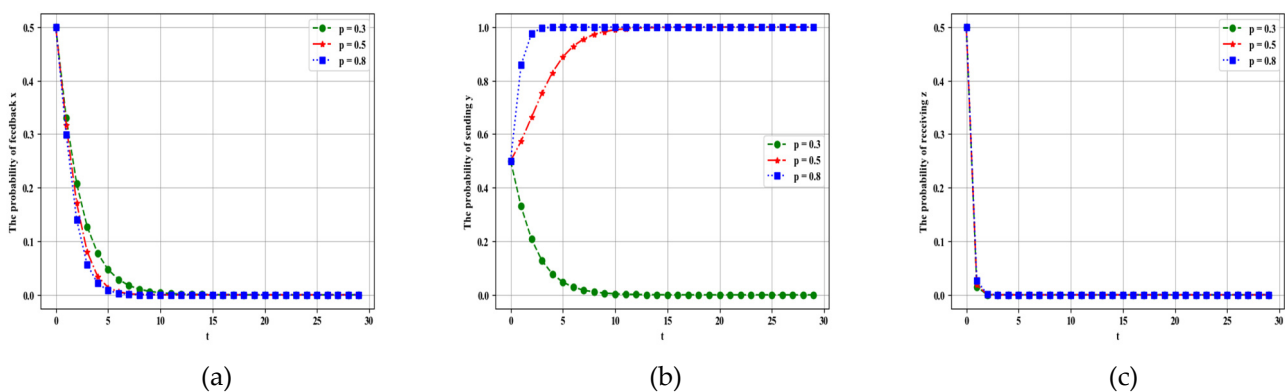 The probability of feedback x
0.5
0.4
0.3
0.2
0.1
0.0
0 5 10 15 20 25 30
t
p = 0.3
p = 0.5
p = 0.8
(a)
The probability of sending y
1.0
0.8
0.6
0.4
0.2
0.0
0 5 10 15 20 25 30
t
p = 0.3
p = 0.5
p = 0.8
(b)
The probability of receiving z
0.5
0.4
0.3
0.2
0.1
0.0
0 5 10 15 20 25 30
t
p = 0.3
p = 0.5
p = 0.8
(c)